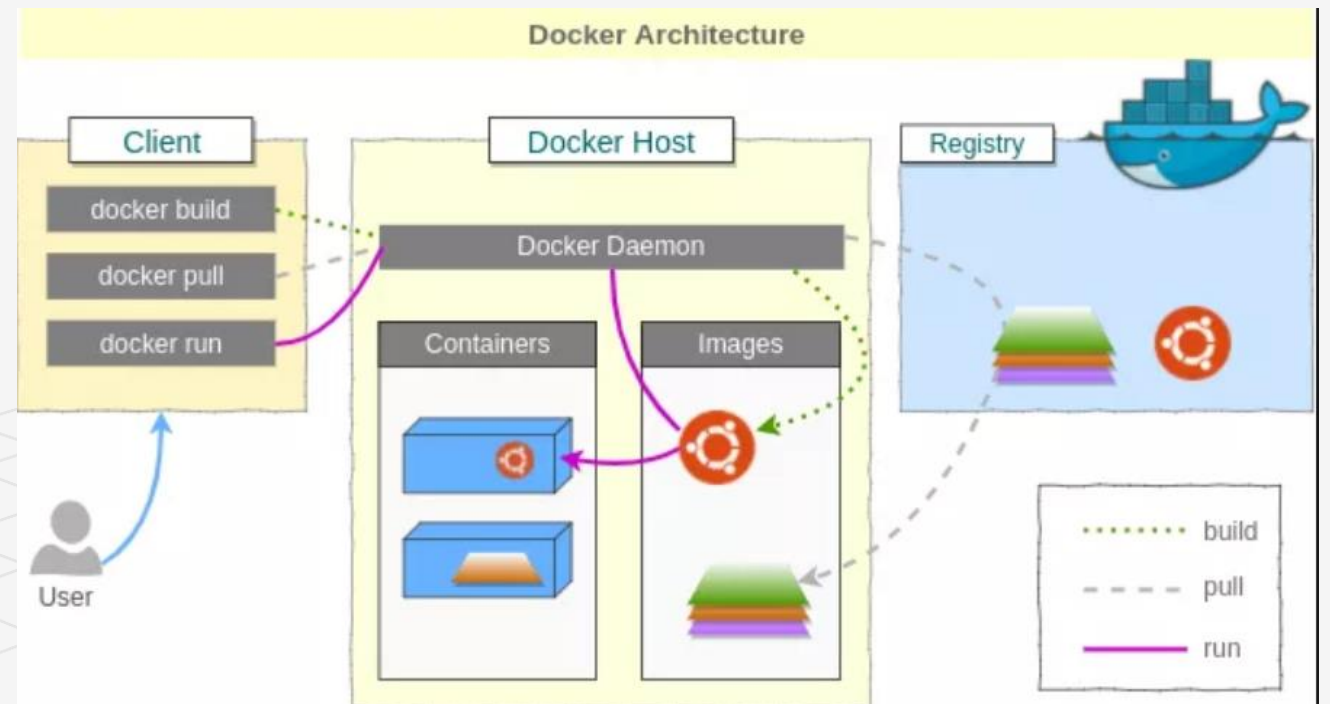 Docker Architecture
Client
docker build
docker pull
docker run
User
Docker Host
Docker Daemon
Containers
Images
Registry
build
pull
run